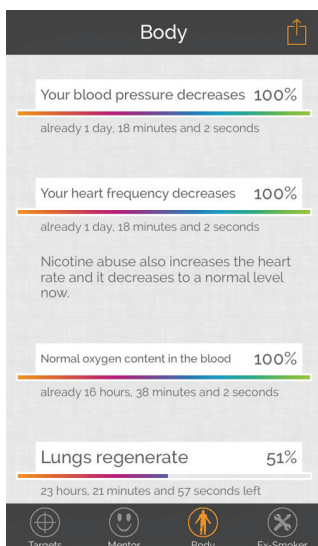 Body
Your blood pressure decreases 100%
already 1 day, 18 minutes and 2 seconds
Your heart frequency decreases 100%
already 1 day, 18 minutes and 2 seconds
Nicotine abuse also increases the heart
rate and it decreases to a normal level
now.
Normal oxygen content in the blood 100%
already 16 hours, 38 minutes and 2 seconds
Lungs regenerate 51%
23 hours, 21 minutes and 57 seconds left
Targets Mentor Body Ex-Smoker